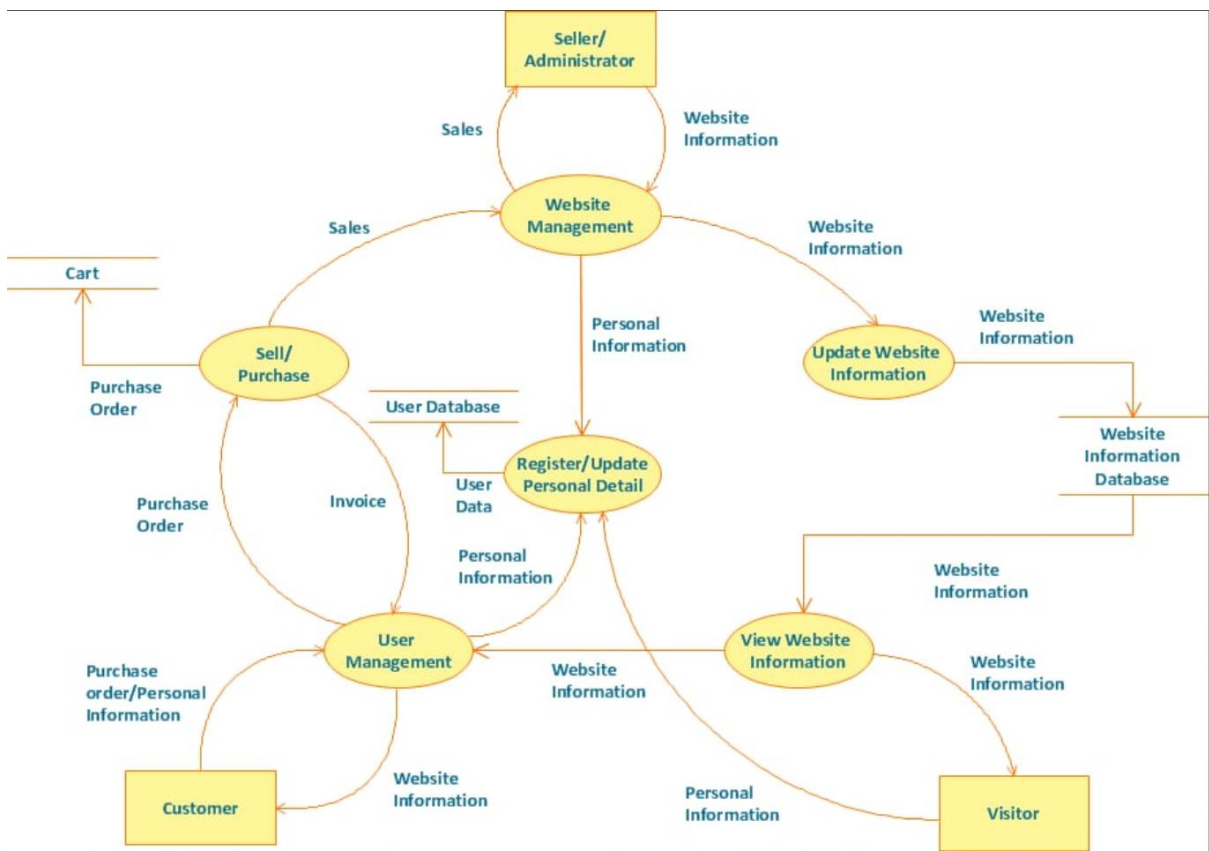 Seller/
Administrator
Sales
Website
Information
Website
Management
Sales
Website
Information
Cart
Personal
Information
Website
Information
Sell/
Purchase
Update Website
Information
Purchase
Order
User Database
Website
Information
Database
Register/Update
Personal Detail
User
Data
Purchase
Order
Invoice
Personal
Information
Website
Information
User
Management
View Website
Information
Purchase
order/Personal
Information
Website
Information
Website
Information
Website
Information
Personal
Information
Customer
Visitor